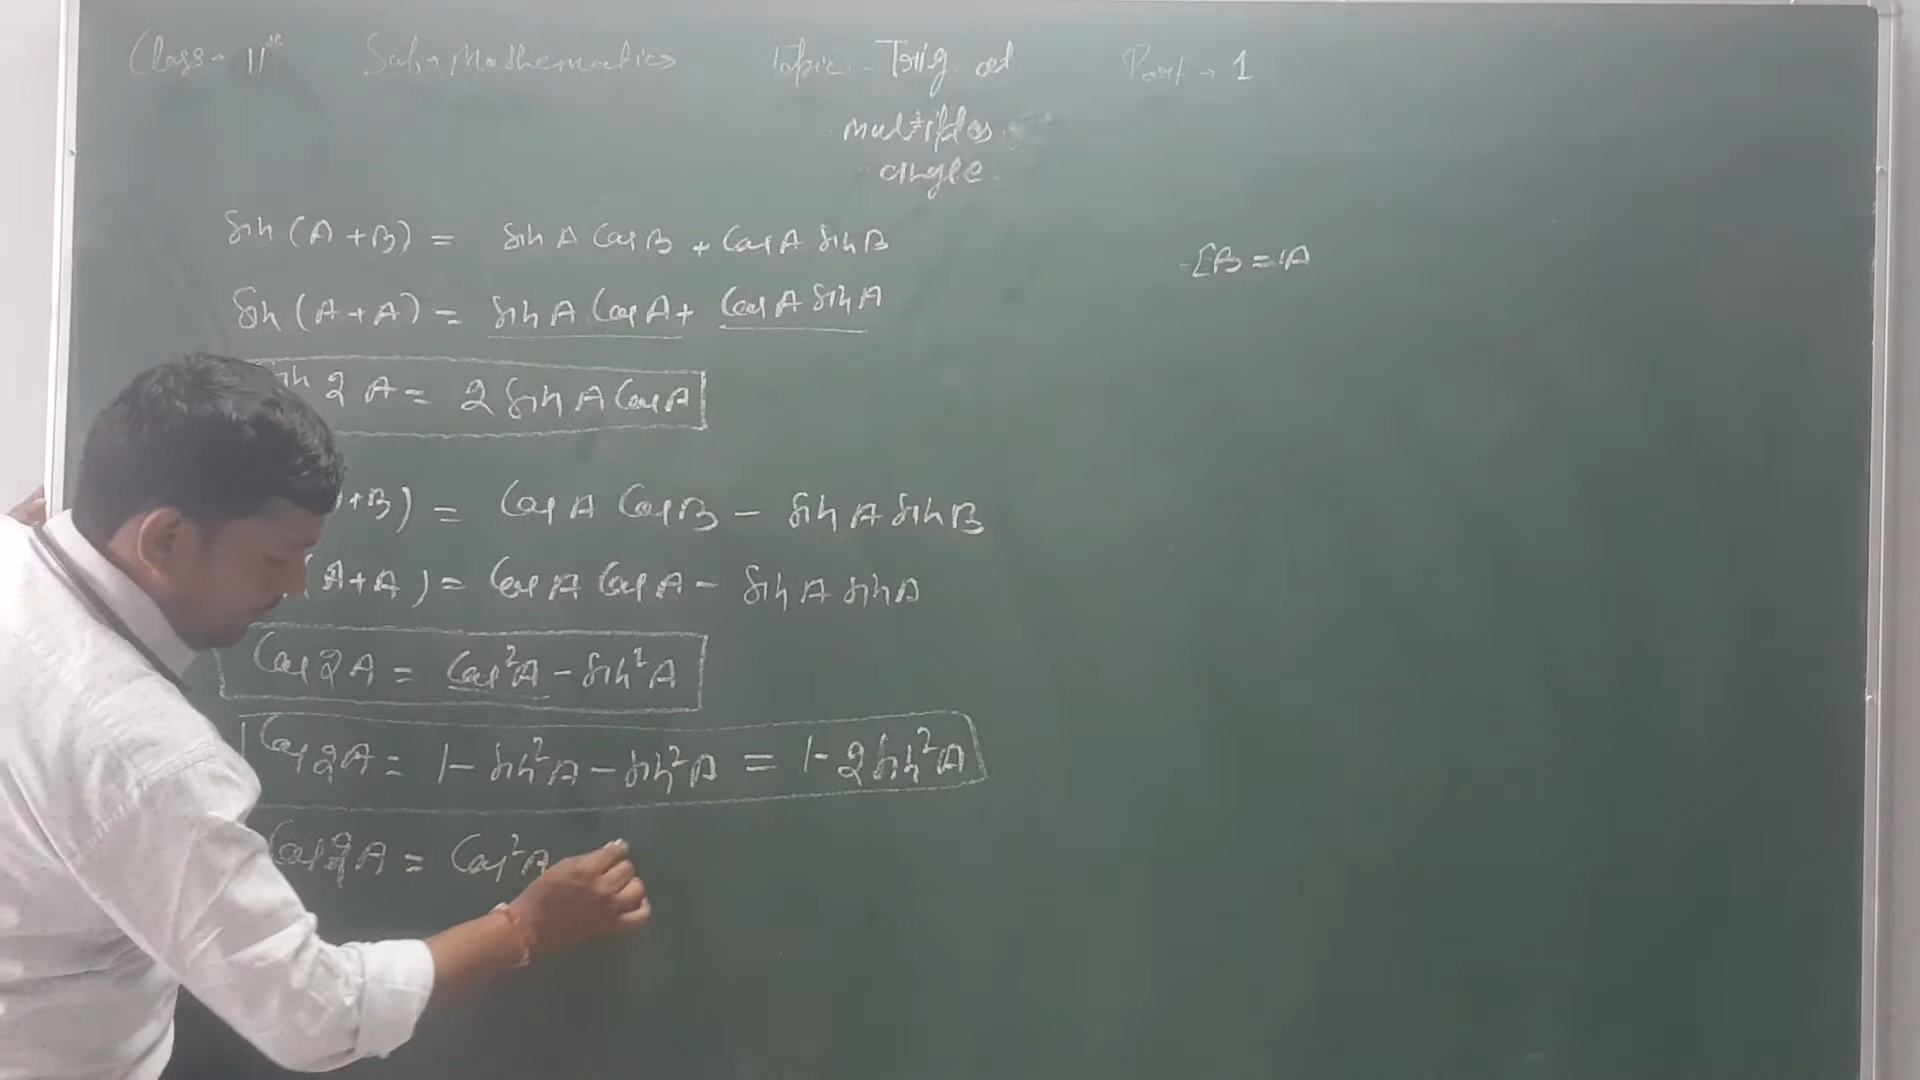 Class - 11th Sub - Mathematics Topic - Trig. at Part - 1
multiples
angle
Sin (A + B) = Sin A Cos B + Cos A Sin B
[B = A
Sin (A + A) = Sin A Cos A + Cos A Sin A
2 A = 2 Sin A Cos A
+ B) = Cos A Cos B - Sin A Sin B
(A + A) = Cos A Cos A - Sin A Sin A
Cos 2A = Cos²A - Sin²A
Cos 2A = 1 - Sin²A - Sin²A = 1 - 2 Sin²A
Cos 2A = Cos²A